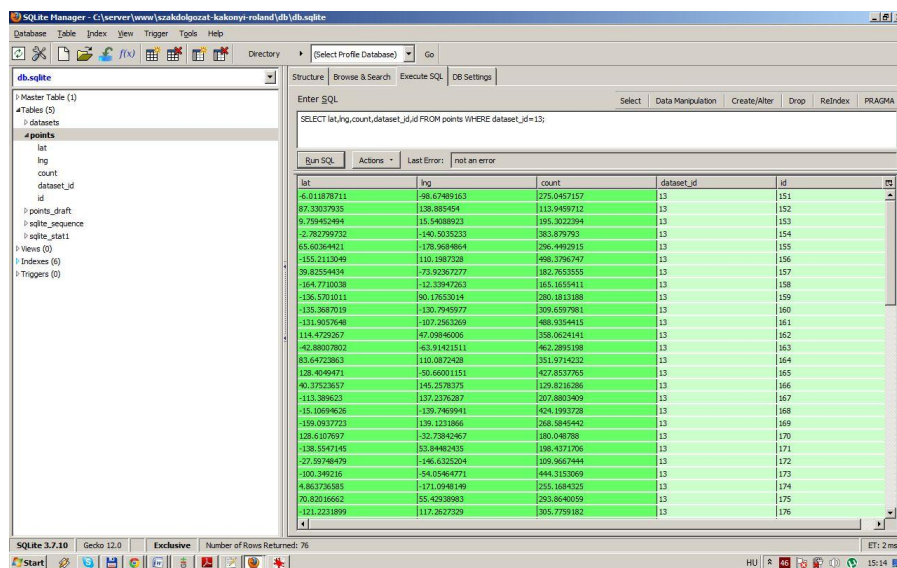 SQLite Manager - C:\server\www\szakdolgozat-kakonyi-roland\db\db.sqlite
Database Table Index View Trigger Tools Help
f(x) Directory (Select Profile Database) Go
db.sqlite
Master Table (1)
Tables (5)
datasets
points
lat
lng
count
dataset_id
id
points_draft
sqlite_sequence
sqlite_stat1
Views (0)
Indexes (6)
Triggers (0)
Structure Browse & Search Execute SQL DB Settings
Enter SQL Select Data Manipulation Create/Alter Drop ReIndex PRAGMA
SELECT lat,lng,count,dataset_id,id FROM points WHERE dataset_id=13;
Run SQL Actions Last Error: not an error
lat lng count dataset_id id
-6.011878711 -98.67489163 275.0457157 13 151
87.33037935 138.885454 113.9459712 13 152
9.759452494 15.54088923 195.3022394 13 153
-2.782799732 -140.5035233 383.879793 13 154
65.60364421 -178.9684864 296.4492915 13 155
-155.2113049 110.1987328 498.3796747 13 156
39.82554434 -73.92367277 182.7653555 13 157
-164.7710038 -12.33947263 165.1655411 13 158
-136.5701011 90.17653014 280.1813188 13 159
-135.3687019 -130.7945977 309.6597981 13 160
-131.9057648 -107.2563269 488.9354415 13 161
114.4729267 47.09846006 358.0624141 13 162
-42.88007802 -63.91421511 462.2895198 13 163
83.64723863 110.0872428 351.9714232 13 164
128.4049471 -50.66001151 427.8537765 13 165
40.37523657 145.2578375 129.8216286 13 166
-113.389623 137.2376287 207.8803409 13 167
-15.10694626 -139.7469941 424.1993728 13 168
-159.0937723 139.1231866 268.5845442 13 169
128.6107697 -32.73842467 180.048788 13 170
-138.5547145 53.84482435 198.4371706 13 171
-27.59748479 -146.6325204 109.9667444 13 172
-100.349216 -54.05464771 444.3153069 13 173
4.863736585 -171.0948149 255.1684325 13 174
70.82016662 55.42938983 293.8640059 13 175
-121.2231899 117.2627329 305.7759182 13 176
SQLite 3.7.10 Gecko 12.0 Exclusive Number of Rows Returned: 76 ET: 2 ms
Start HU 46 15:14